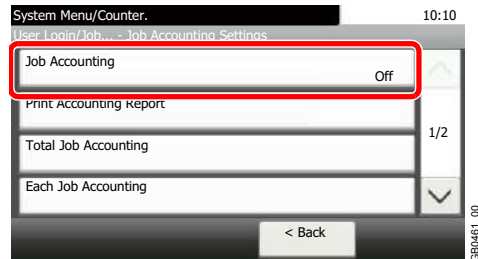 System Menu/Counter.
10:10
User Login/Job... - Job Accounting Settings
Job Accounting
Off
Print Accounting Report
1/2
Total Job Accounting
Each Job Accounting
< Back
GB0461_00